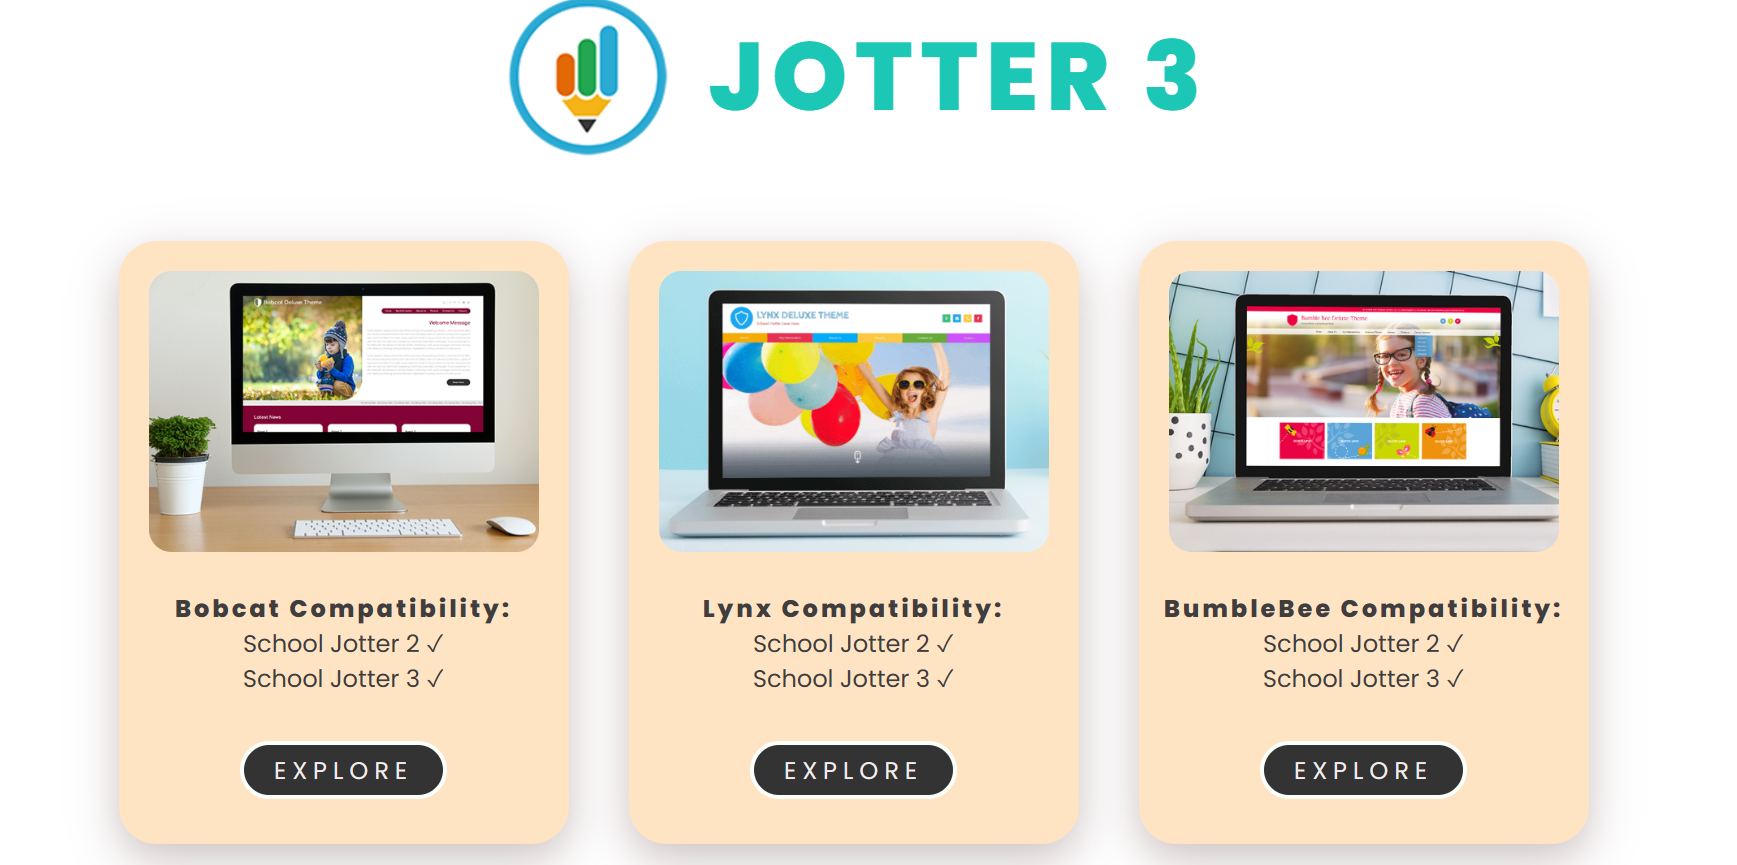 JOTTER 3
Bobcat Deluxe Theme
Welcome Message
Latest News
LYNX DELUXE THEME
Bumble Bee Deluxe Theme
Bobcat Compatibility:
School Jotter 2 ✓
School Jotter 3 ✓
EXPLORE
Lynx Compatibility:
School Jotter 2 ✓
School Jotter 3 ✓
EXPLORE
BumbleBee Compatibility:
School Jotter 2 ✓
School Jotter 3 ✓
EXPLORE